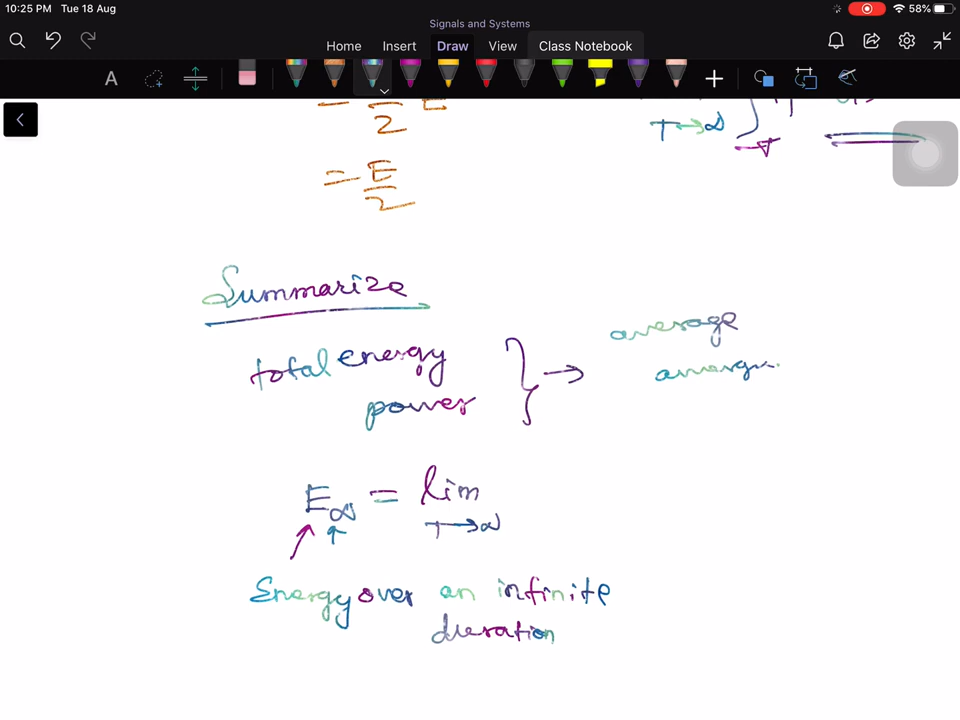 10:25 PM Tue 18 Aug
58%
Signals and Systems
Home Insert Draw View Class Notebook
A
2
T→∞
-T
= E/2
Summarize
total energy
power
} →
average
E∞ = lim
T→∞
Energy over an infinite
duration